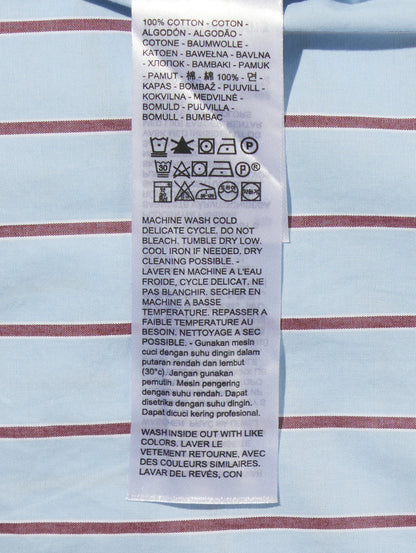 100% COTTON - COTON -
ALGODÓN - ALGODÃO -
COTONE - BAUMWOLLE -
KATOEN - BAWEŁNA - BAVLNA
- ХЛОПОК - BAMBAKI - PAMUK
- PAMUT - 棉 - 綿 100% - 면
KAPAS - BOMBAŽ - PUUVILL -
KOKVILNA - MEDVILNĖ -
BOMULD - PUUVILLA -
BOMULL - BUMBAC
P
30 P
MACHINE WASH COLD
DELICATE CYCLE. DO NOT
BLEACH. TUMBLE DRY LOW.
COOL IRON IF NEEDED. DRY
CLEANING POSSIBLE. -
LAVER EN MACHINE A L'EAU
FROIDE, CYCLE DELICAT. NE
PAS BLANCHIR. SECHER EN
MACHINE A BASSE
TEMPERATURE. REPASSER A
FAIBLE TEMPERATURE AU
BESOIN. NETTOYAGE A SEC
POSSIBLE. - Gunakan mesin
cuci dengan suhu dingin dalam
putaran rendah dan lembut
(30°c). Jangan gunakan
pemutih. Mesin pengering
dengan suhu rendah. Dapat
disetrika dengan suhu dingin.
Dapat dicuci kering profesional.
WASH INSIDE OUT WITH LIKE
COLORS. LAVER LE
VETEMENT RETOURNE, AVEC
DES COULEURS SIMILAIRES.
LAVAR DEL REVÉS, CON